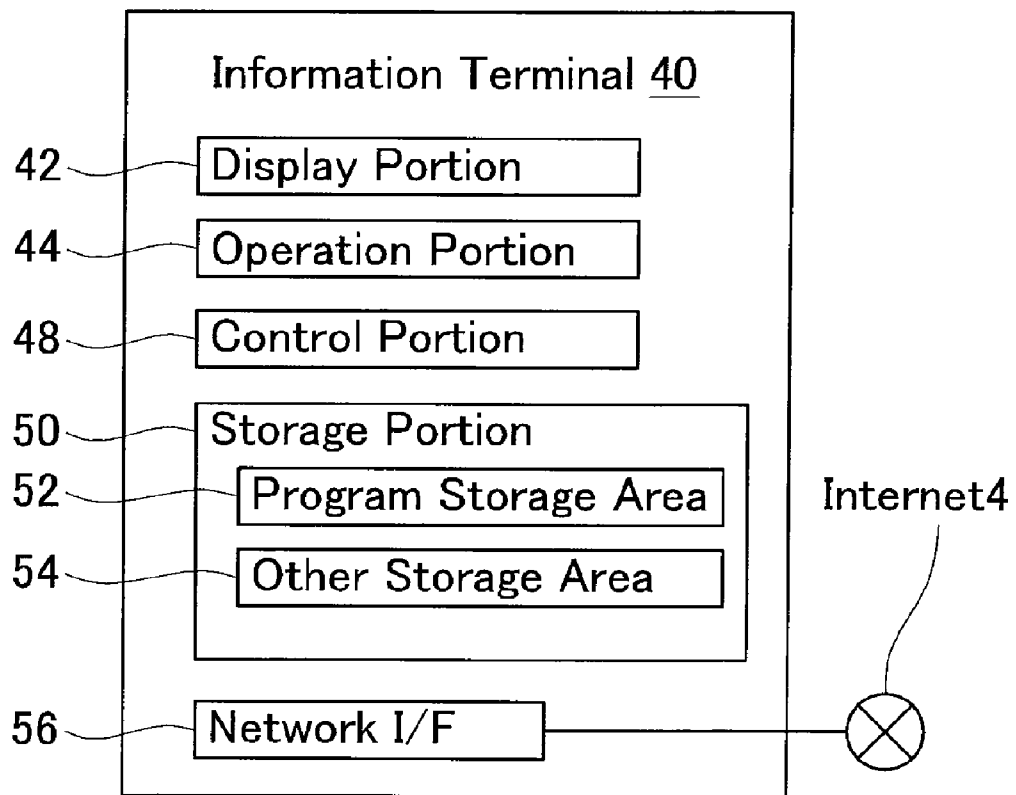 Information Terminal 40
42 Display Portion
44 Operation Portion
48 Control Portion
50 Storage Portion
52 Program Storage Area
Internet4
54 Other Storage Area
56 Network I/F